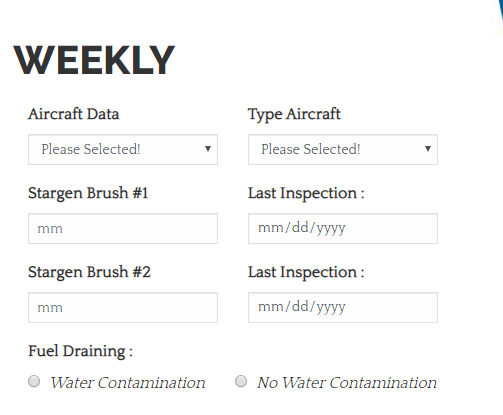 WEEKLY
Aircraft Data Type Aircraft
Please Selected! Please Selected!
Stargen Brush #1 Last Inspection :
mm mm/dd/yyyy
Stargen Brush #2 Last Inspection :
mm mm/dd/yyyy
Fuel Draining :
Water Contamination No Water Contamination